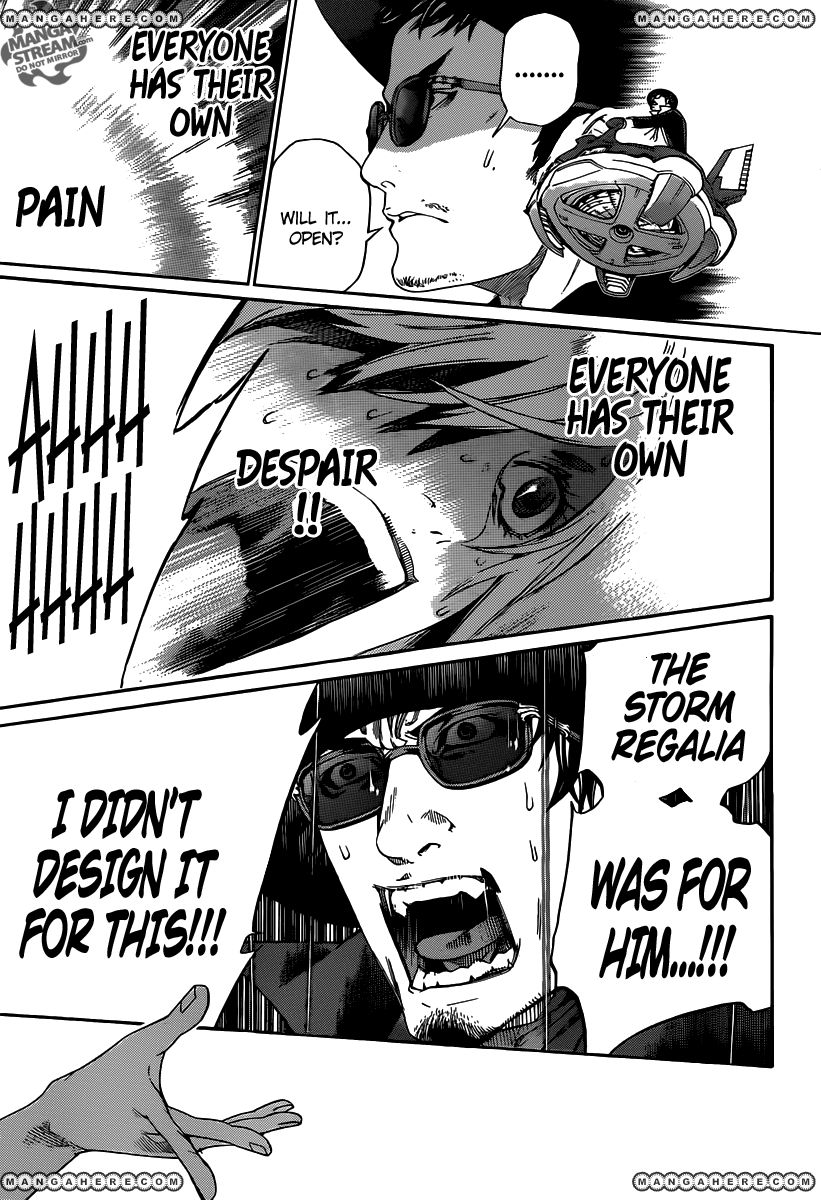 MANGAHERE.COM
MANGAHERE.COM
MANGA
STREAM.com
DO NOT MIRROR
........
EVERYONE
HAS THEIR
OWN
PAIN
WILL IT...
OPEN?
EVERYONE
HAS THEIR
OWN
DESPAIR
!!
AHHH
HHHH
THE
STORM
REGALIA
WAS FOR
HIM...!!!
I DIDN'T
DESIGN IT
FOR THIS!!!
MANGAHERE.COM
MANGAHERE.COM